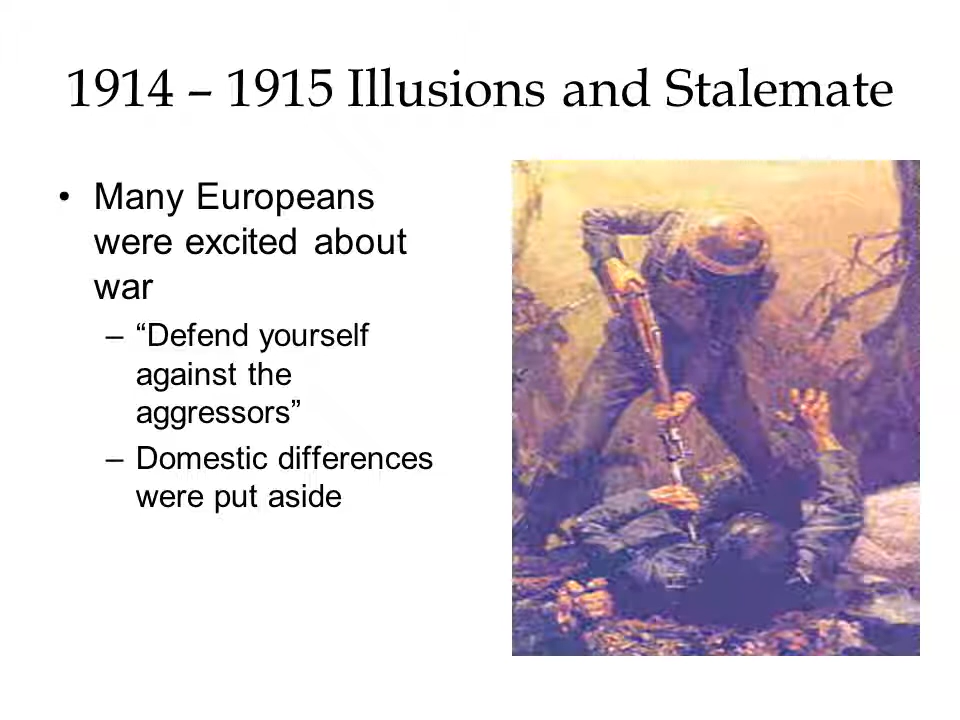 1914 – 1915 Illusions and Stalemate
• Many Europeans
were excited about
war
– “Defend yourself
against the
aggressors”
– Domestic differences
were put aside